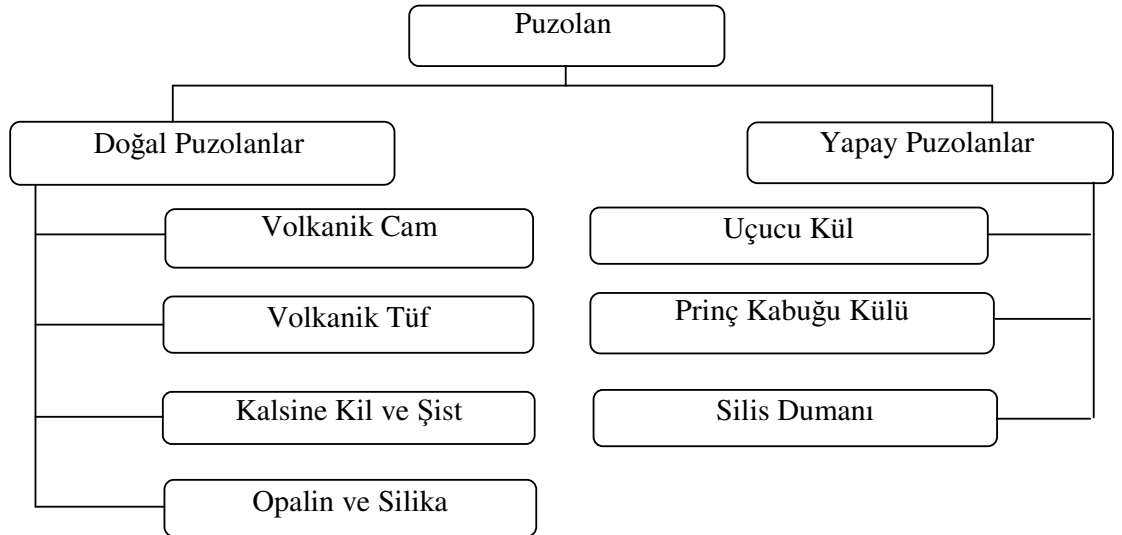 Puzolan
Doğal Puzolanlar
Yapay Puzolanlar
Volkanik Cam
Uçucu Kül
Volkanik Tüf
Prinç Kabuğu Külü
Kalsine Kil ve Şist
Silis Dumanı
Opalin ve Silika